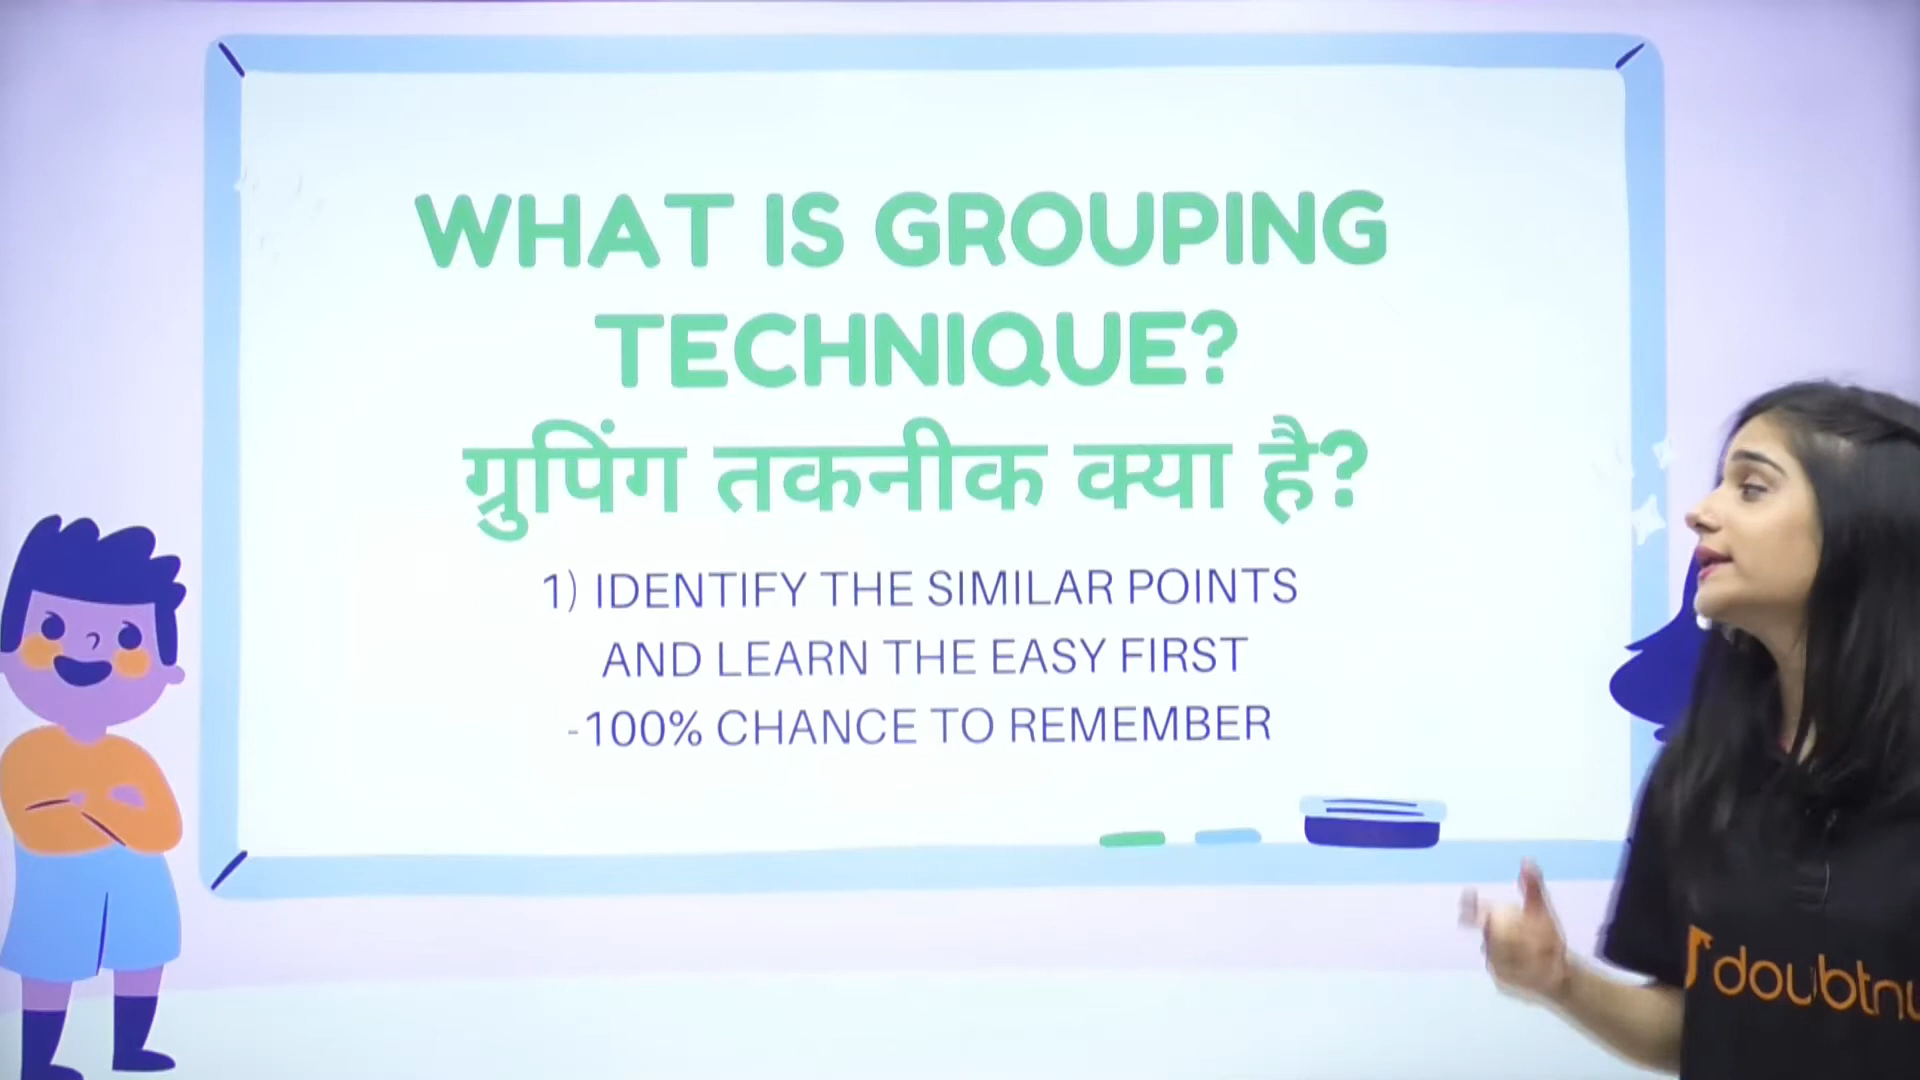 WHAT IS GROUPING
TECHNIQUE?
ग्रुपिंग तकनीक क्या है?
1) IDENTIFY THE SIMILAR POINTS
AND LEARN THE EASY FIRST
-100% CHANCE TO REMEMBER
doubtnu